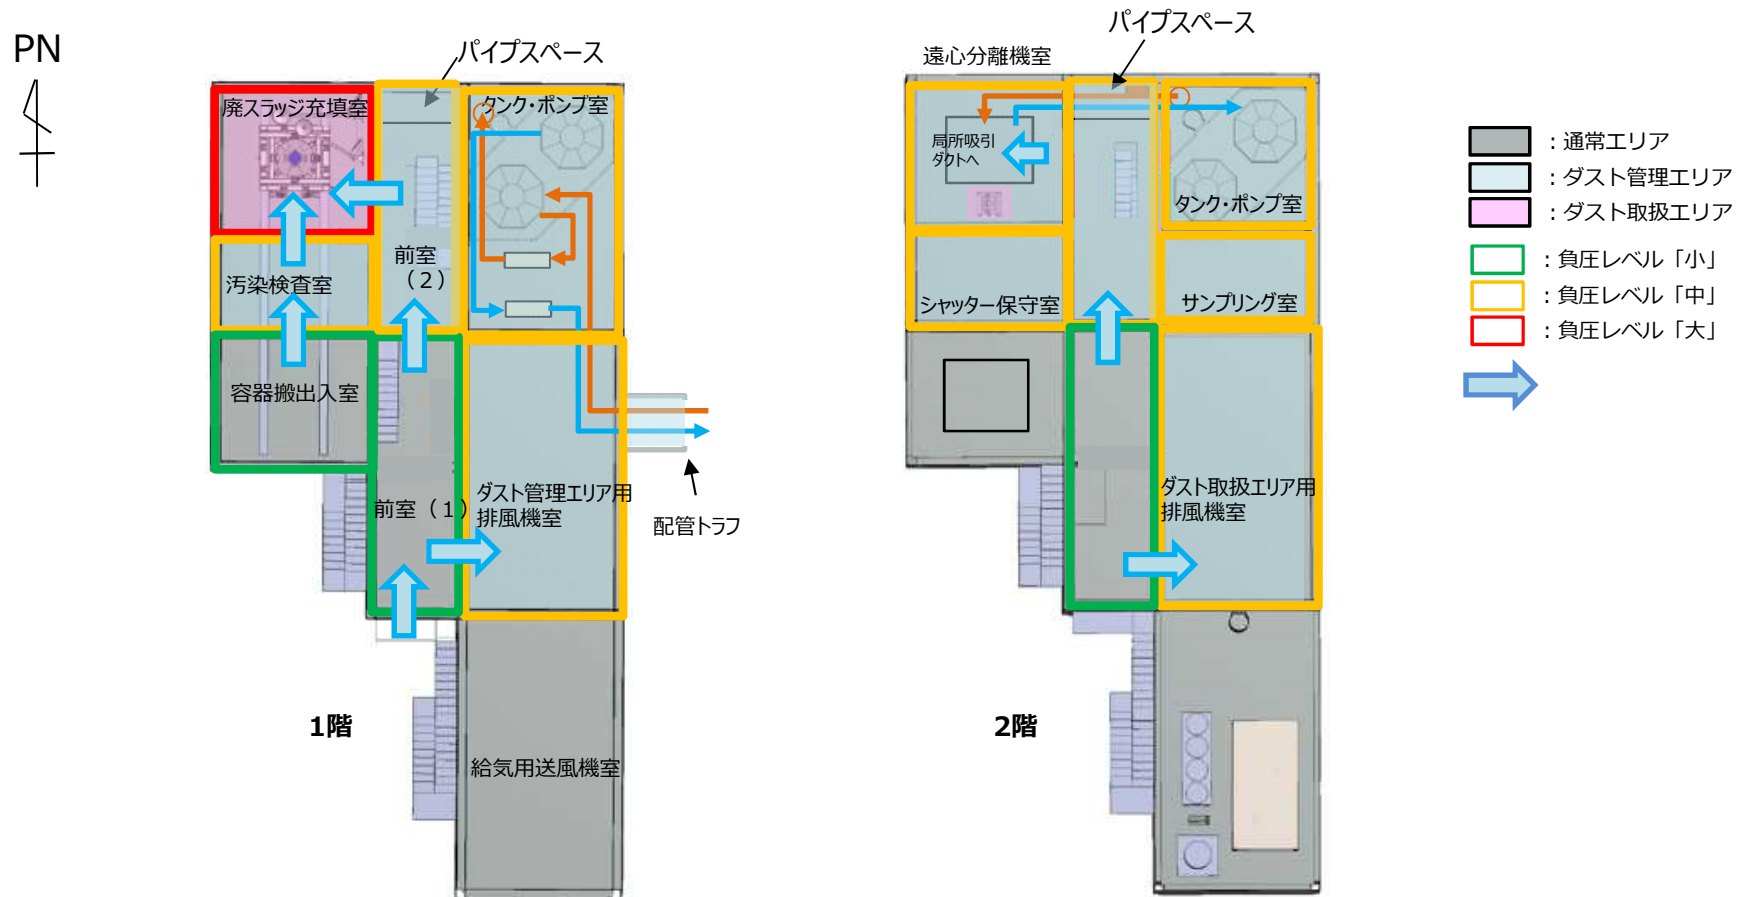 PN
パイプスペース
廃スラッジ充填室
タンク・ポンプ室
前室
（２）
汚染検査室
容器搬出入室
前室（１）
ダスト管理エリア用
排風機室
配管トラフ
1階
給気用送風機室
パイプスペース
遠心分離機室
局所吸引
ダクトへ
タンク・ポンプ室
シャッター保守室
サンプリング室
ダスト取扱エリア用
排風機室
2階
：通常エリア
：ダスト管理エリア
：ダスト取扱エリア
：負圧レベル「小」
：負圧レベル「中」
：負圧レベル「大」